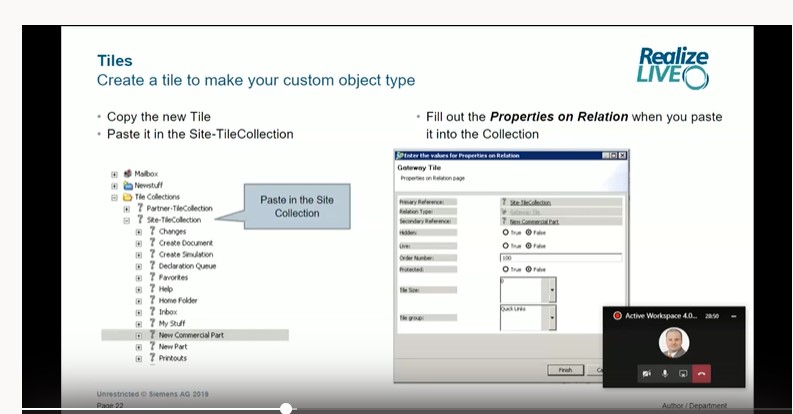 Tiles
Create a tile to make your custom object type
Realize
LIVE
• Copy the new Tile
• Paste it in the Site-TileCollection
• Fill out the Properties on Relation when you paste
it into the Collection
Mailbox
Newstuff
Tile Collections
Partner-TileCollection
Site-TileCollection
Changes
Create Document
Create Simulation
Declaration Queue
Favorites
Help
Home Folder
Inbox
My Stuff
New Commercial Part
New Part
Printouts
Paste in the Site
Collection
Enter the values for Properties on Relation
Gateway Tile
Properties on Relation page
Primary Reference:
Site-TileCollection
Relation Type:
Gateway Tile
Secondary Reference:
New Commercial Part
Hidden:
True False
Live:
True False
Order Number:
100
Protected:
True False
Tile Size:
0
Tile group:
Quick Links
Finish
Active Workspace 4.0... 28:50
Unrestricted © Siemens AG 2019
Page 22
Author / Department